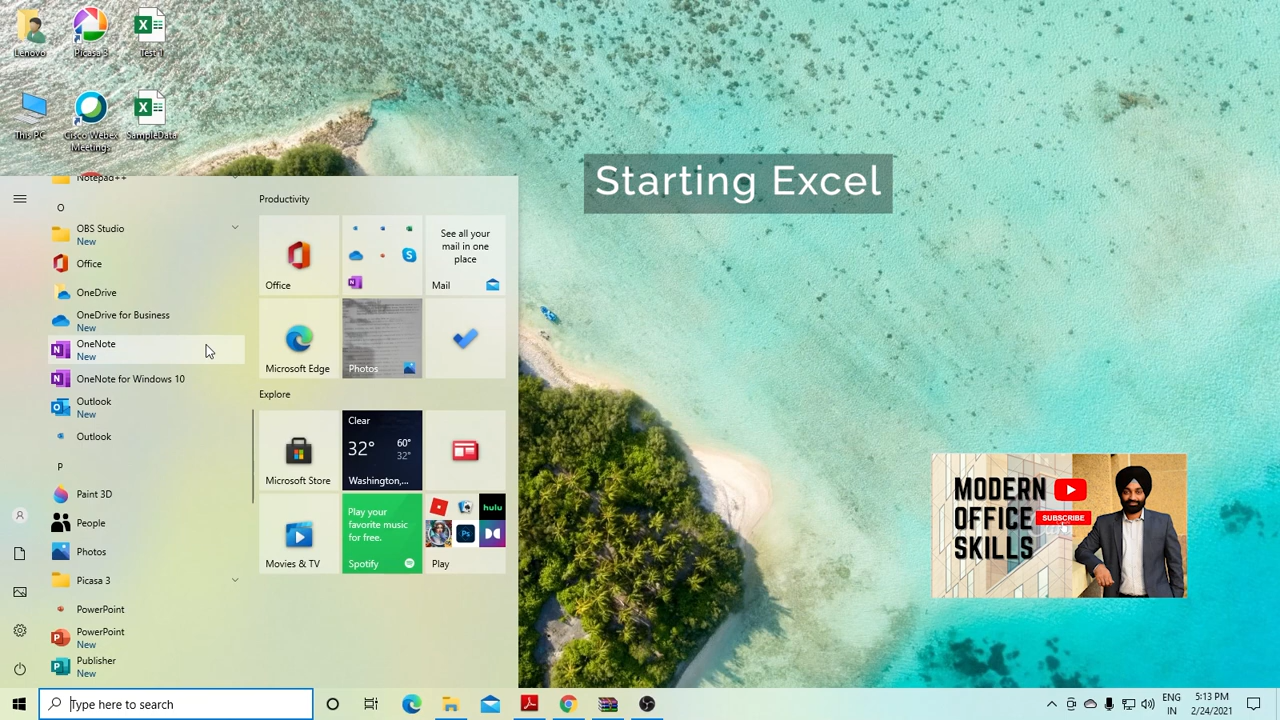 Lenovo
Picasa 3
Test 1
This PC
Cisco Webex
Meetings
SampleData
Starting Excel
Notepad++
O
OBS Studio
New
Office
OneDrive
OneDrive for Business
New
OneNote
New
OneNote for Windows 10
Outlook
New
Outlook
P
Paint 3D
People
Photos
Picasa 3
PowerPoint
PowerPoint
New
Publisher
New
Productivity
Office
See all your
mail in one
place
Mail
Microsoft Edge
Photos
Explore
Microsoft Store
Clear
32° 60°
32°
Washington,...
Movies & TV
Play your
favorite music
for free.
Spotify
hulu
Ps
Play
MODERN
OFFICE
SKILLS
SUBSCRIBE
Type here to search
ENG
IN
5:13 PM
2/24/2021